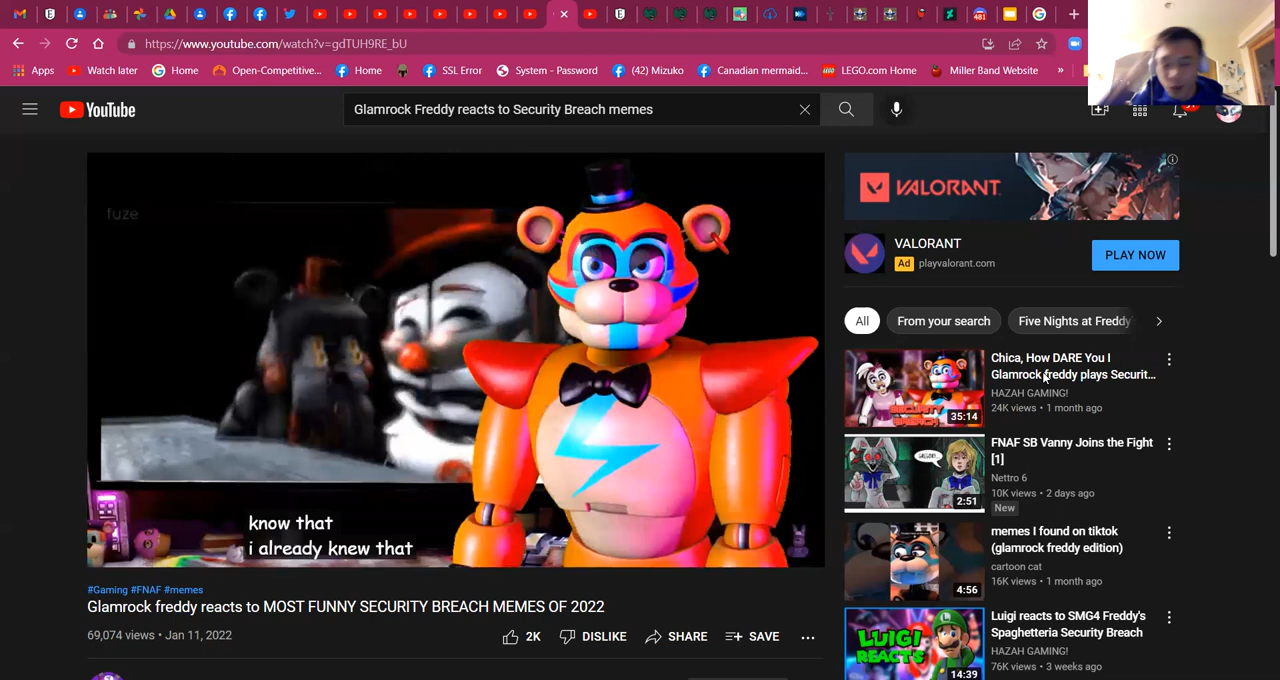 481
https://www.youtube.com/watch?v=gdTUH9RE_bU
Apps
Watch later
Home
Open-Competitive...
Home
SSL Error
System - Password
(42) Mizuko
Canadian mermaid...
LEGO.com Home
Miller Band Website
»
YouTube
Glamrock Freddy reacts to Security Breach memes
fuze
know that
i already knew that
#Gaming #FNAF #memes
Glamrock freddy reacts to MOST FUNNY SECURITY BREACH MEMES OF 2022
69,074 views • Jan 11, 2022
2K
DISLIKE
SHARE
SAVE
VALORANT
VALORANT
Ad playvalorant.com
PLAY NOW
All
From your search
Five Nights at Freddy'
Chica, How DARE You I
Glamrock freddy plays Securit...
HAZAH GAMING!
24K views • 1 month ago
35:14
FNAF SB Vanny Joins the Fight
[1]
Nettro 6
10K views • 2 days ago
New
2:51
memes I found on tiktok
(glamrock freddy edition)
cartoon cat
16K views • 1 month ago
4:56
Luigi reacts to SMG4 Freddy's
Spaghetteria Security Breach
HAZAH GAMING!
76K views • 3 weeks ago
LUIGI
REACTS
14:39